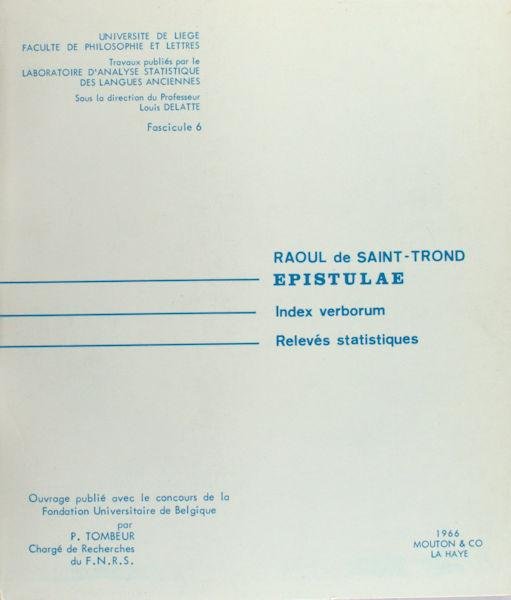 UNIVERSITE DE LIEGE
FACULTE DE PHILOSOPHIE ET LETTRES
Travaux publiés par le
LABORATOIRE D'ANALYSE STATISTIQUE
DES LANGUES ANCIENNES
Sous la direction du Professeur
Louis DELATTE
Fascicule 6
RAOUL de SAINT-TROND
EPISTULAE
Index verborum
Relevés statistiques
Ouvrage publié avec le concours de la
Fondation Universitaire de Belgique
par
P. TOMBEUR
Chargé de Recherches
du F.N.R.S.
1966
MOUTON & CO
LA HAYE